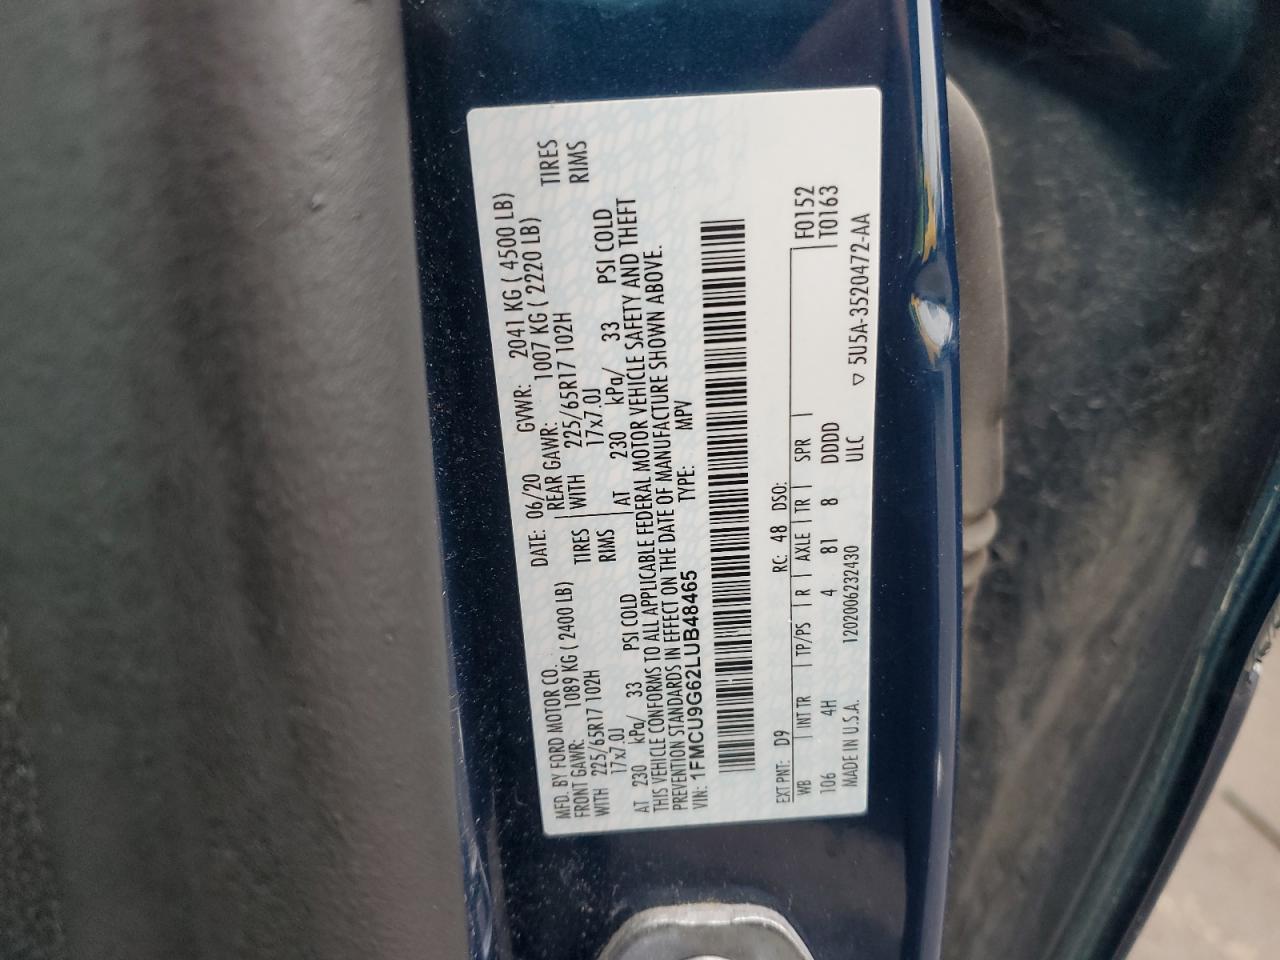 MFD. BY FORD MOTOR CO. DATE: 06/20 GVWR: 2041 KG ( 4500 LB)
FRONT GAWR: 1089 KG ( 2400 LB) REAR GAWR: 1007 KG ( 2220 LB)
WITH 225/65R17 102H TIRES WITH 225/65R17 102H TIRES
17x7.0J RIMS 17x7.0J RIMS
AT 230 kPa/ 33 PSI COLD AT 230 kPa/ 33 PSI COLD
THIS VEHICLE CONFORMS TO ALL APPLICABLE FEDERAL MOTOR VEHICLE SAFETY AND THEFT
PREVENTION STANDARDS IN EFFECT ON THE DATE OF MANUFACTURE SHOWN ABOVE.
VIN: 1FMCU9G62LUB48465 TYPE: MPV
EXT PNT: D9 RC: 48 DSO: F0152
WB INT TR TP/PS R AXLE TR SPR T0163
106 4H 4 81 8 DDDD
MADE IN U.S.A. 1202006232430 ULC ▽ 5U5A-3520472-AA